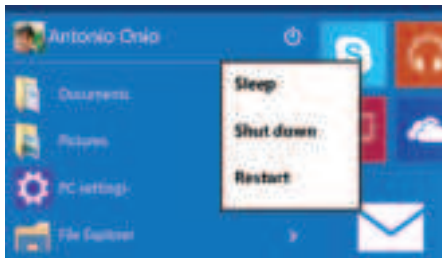 Antonio Onio
Documents
Pictures
PC settings
File Explorer
Sleep
Shut down
Restart